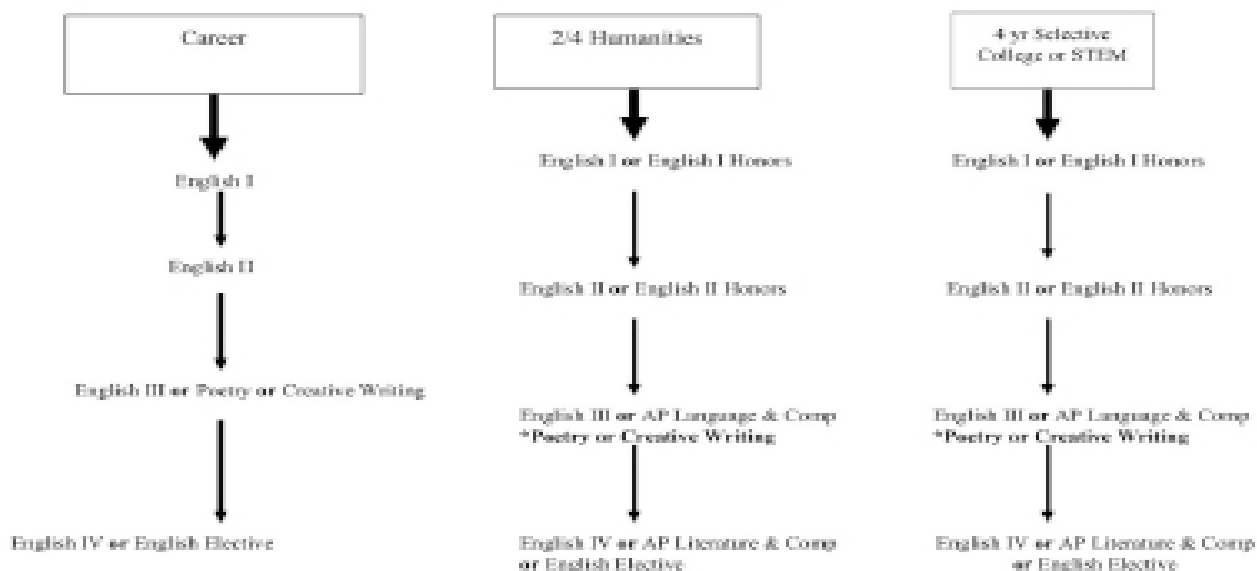 Career
English I
English II
English III or Poetry or Creative Writing
English IV or English Elective
2/4 Humanities
English I or English I Honors
English II or English II Honors
English III or AP Language & Comp
*Poetry or Creative Writing
English IV or AP Literature & Comp
or English Elective
4 yr Selective
College or STEM
English I or English I Honors
English II or English II Honors
English III or AP Language & Comp
*Poetry or Creative Writing
English IV or AP Literature & Comp
or English Elective